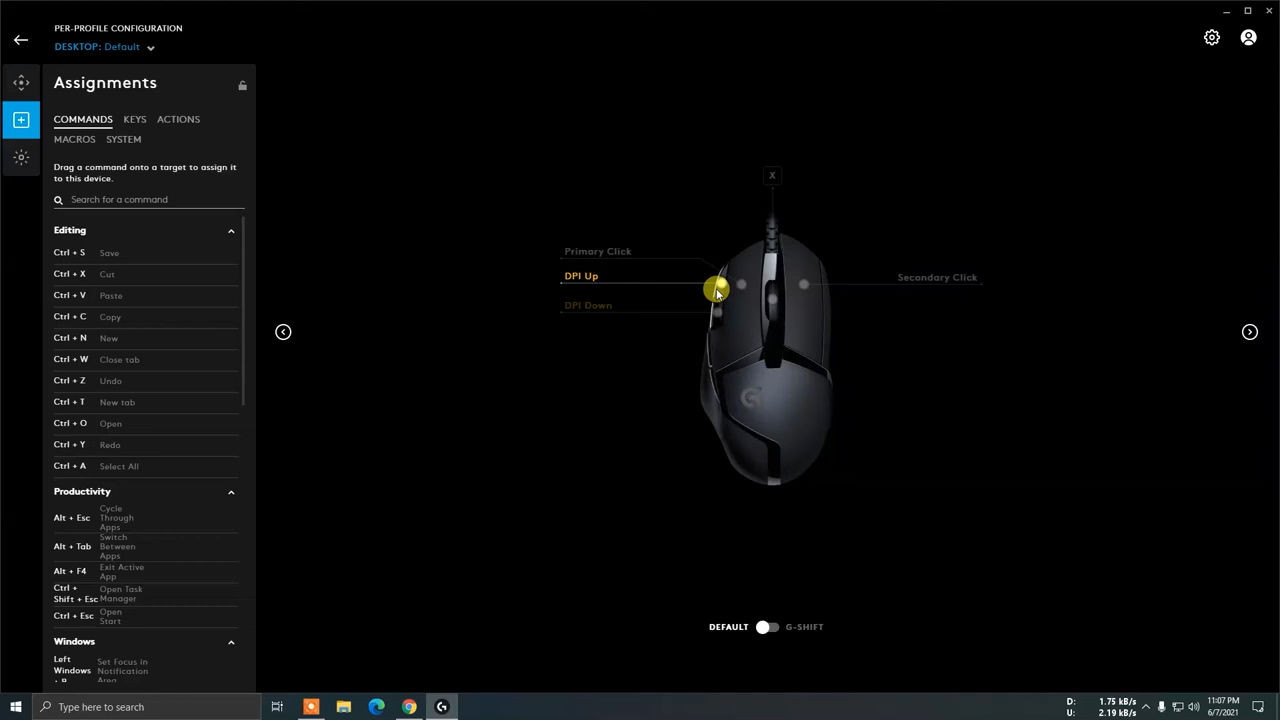 PER-PROFILE CONFIGURATION
DESKTOP: Default
Assignments
COMMANDS KEYS ACTIONS
MACROS SYSTEM
Drag a command onto a target to assign it
to this device.
Search for a command
Editing
Ctrl + S Save
Ctrl + X Cut
Ctrl + V Paste
Ctrl + C Copy
Ctrl + N New
Ctrl + W Close tab
Ctrl + Z Undo
Ctrl + T New tab
Ctrl + O Open
Ctrl + Y Redo
Ctrl + A Select All
Productivity
Alt + Esc Cycle
Through
Apps
Alt + Tab Switch
Between
Apps
Alt + F4 Exit Active
App
Ctrl + Open Task
Shift + Esc Manager
Ctrl + Esc Open
Start
Windows
Left Set Focus in
Windows Notification
+ B Area
X
Primary Click
DPI Up
DPI Down
Secondary Click
G
DEFAULT G-SHIFT
Type here to search
G
D: 1.75 kB/s
U: 2.19 kB/s
11:07 PM
6/7/2021